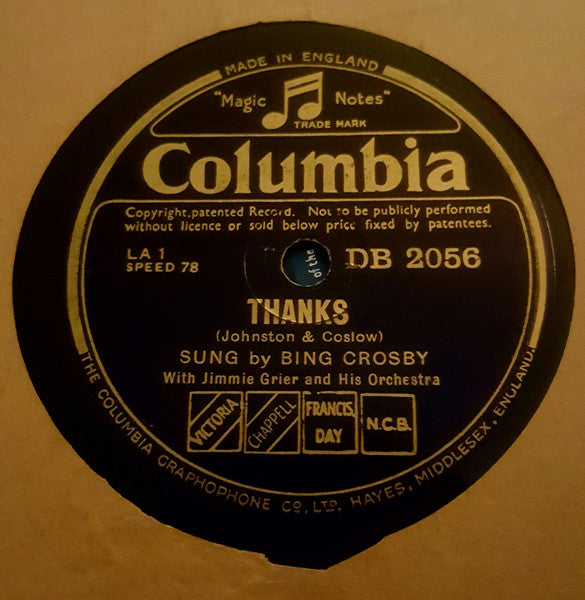 MADE IN ENGLAND
"Magic Notes"
TRADE MARK
Columbia
Copyright, patented Record. Not to be publicly performed
without licence or sold below price fixed by patentees.
LA 1
SPEED 78
of the
DB 2056
THANKS
(Johnston & Coslow)
SUNG by BING CROSBY
With Jimmie Grier and His Orchestra
VICTORIA
CHAPPELL
FRANCIS,
DAY
N.C.B.
THE COLUMBIA GRAPHOPHONE CO. LTD. HAYES, MIDDLESEX, ENGLAND.